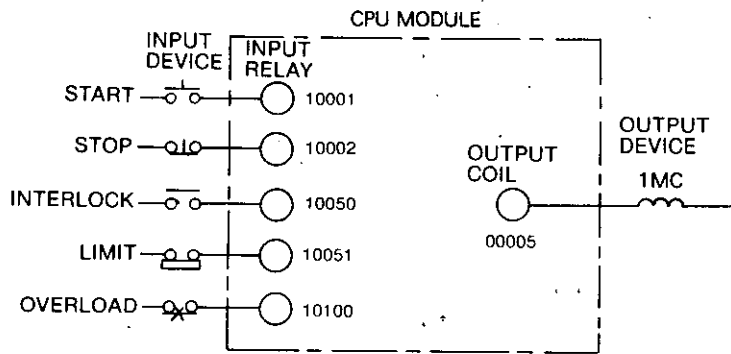 CPU MODULE
INPUT DEVICE
INPUT RELAY
START 10001
STOP 10002
INTERLOCK 10050
LIMIT 10051
OVERLOAD 10100
OUTPUT COIL
00005
OUTPUT DEVICE
1MC